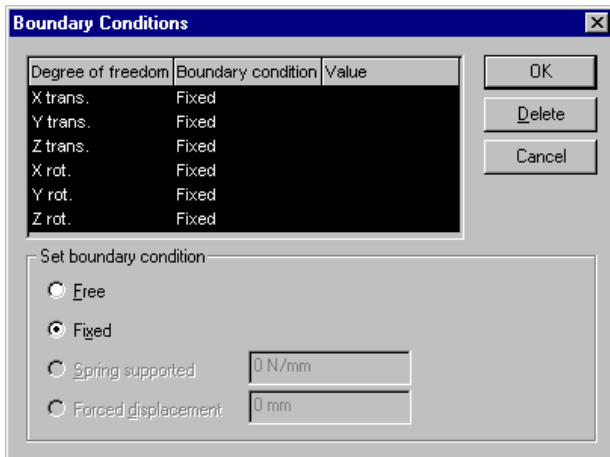 Boundary Conditions
Degree of freedom Boundary condition Value
X trans. Fixed
Y trans. Fixed
Z trans. Fixed
X rot. Fixed
Y rot. Fixed
Z rot. Fixed
OK
Delete
Cancel
Set boundary condition
Free
Fixed
Spring supported 0 N/mm
Forced displacement 0 mm